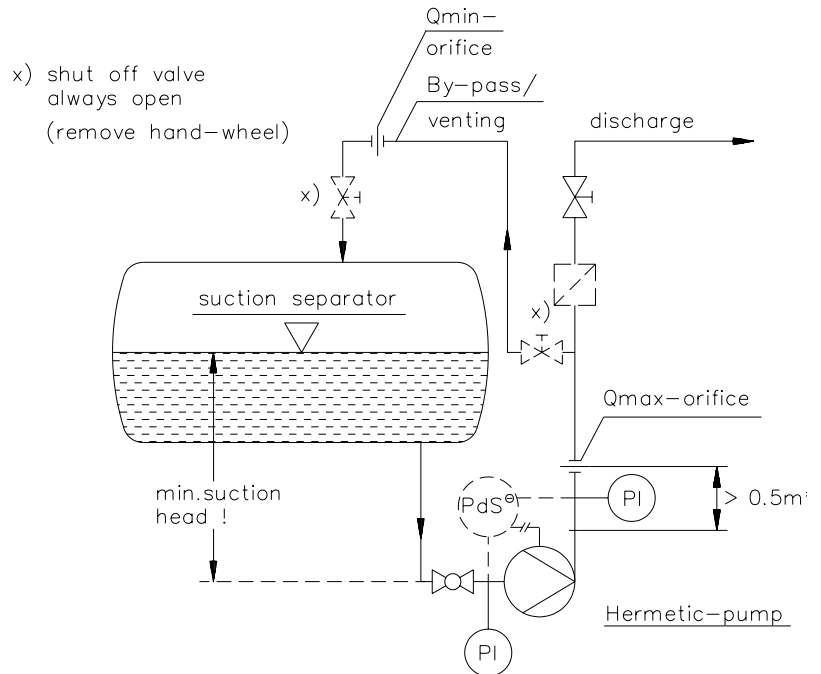 Qmin-
orifice
x) shut off valve
always open
(remove hand-wheel)
By-pass/
venting
discharge
x)
suction separator
x)
Qmax-orifice
min.suction
head !
PdS⊖
PI
> 0.5m
Hermetic-pump
PI